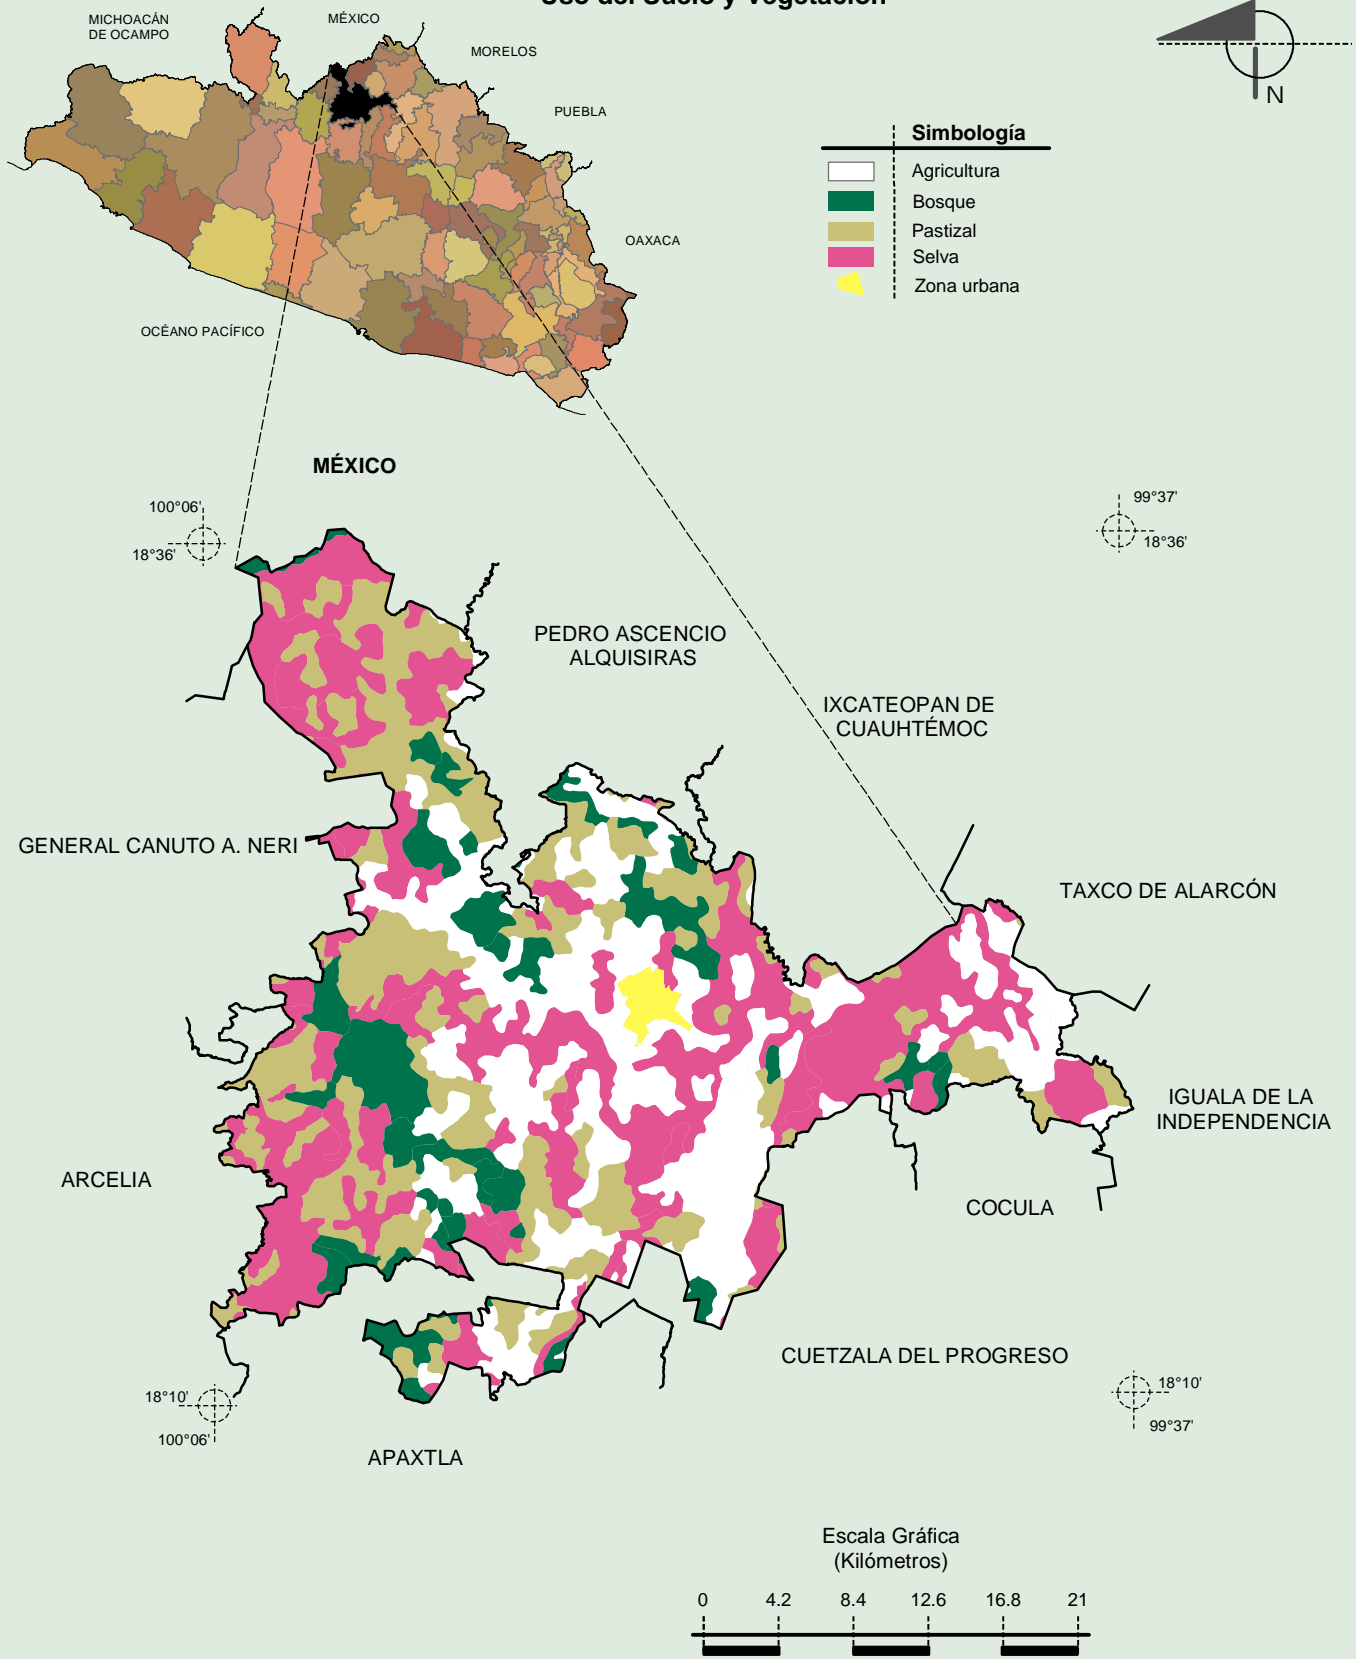 Uso del Suelo y Vegetación
MICHOACÁN
DE OCAMPO
MÉXICO
MORELOS
PUEBLA
OAXACA
OCÉANO PACÍFICO
N
Simbología
Agricultura
Bosque
Pastizal
Selva
Zona urbana
MÉXICO
100°06'
18°36'
99°37'
18°36'
PEDRO ASCENCIO
ALQUISIRAS
IXCATEOPAN DE
CUAUHTÉMOC
GENERAL CANUTO A. NERI
TAXCO DE ALARCÓN
IGUALA DE LA
INDEPENDENCIA
ARCELIA
COCULA
CUETZALA DEL PROGRESO
18°10'
100°06'
18°10'
99°37'
APAXTLA
Escala Gráfica
(Kilómetros)
0 4.2 8.4 12.6 16.8 21